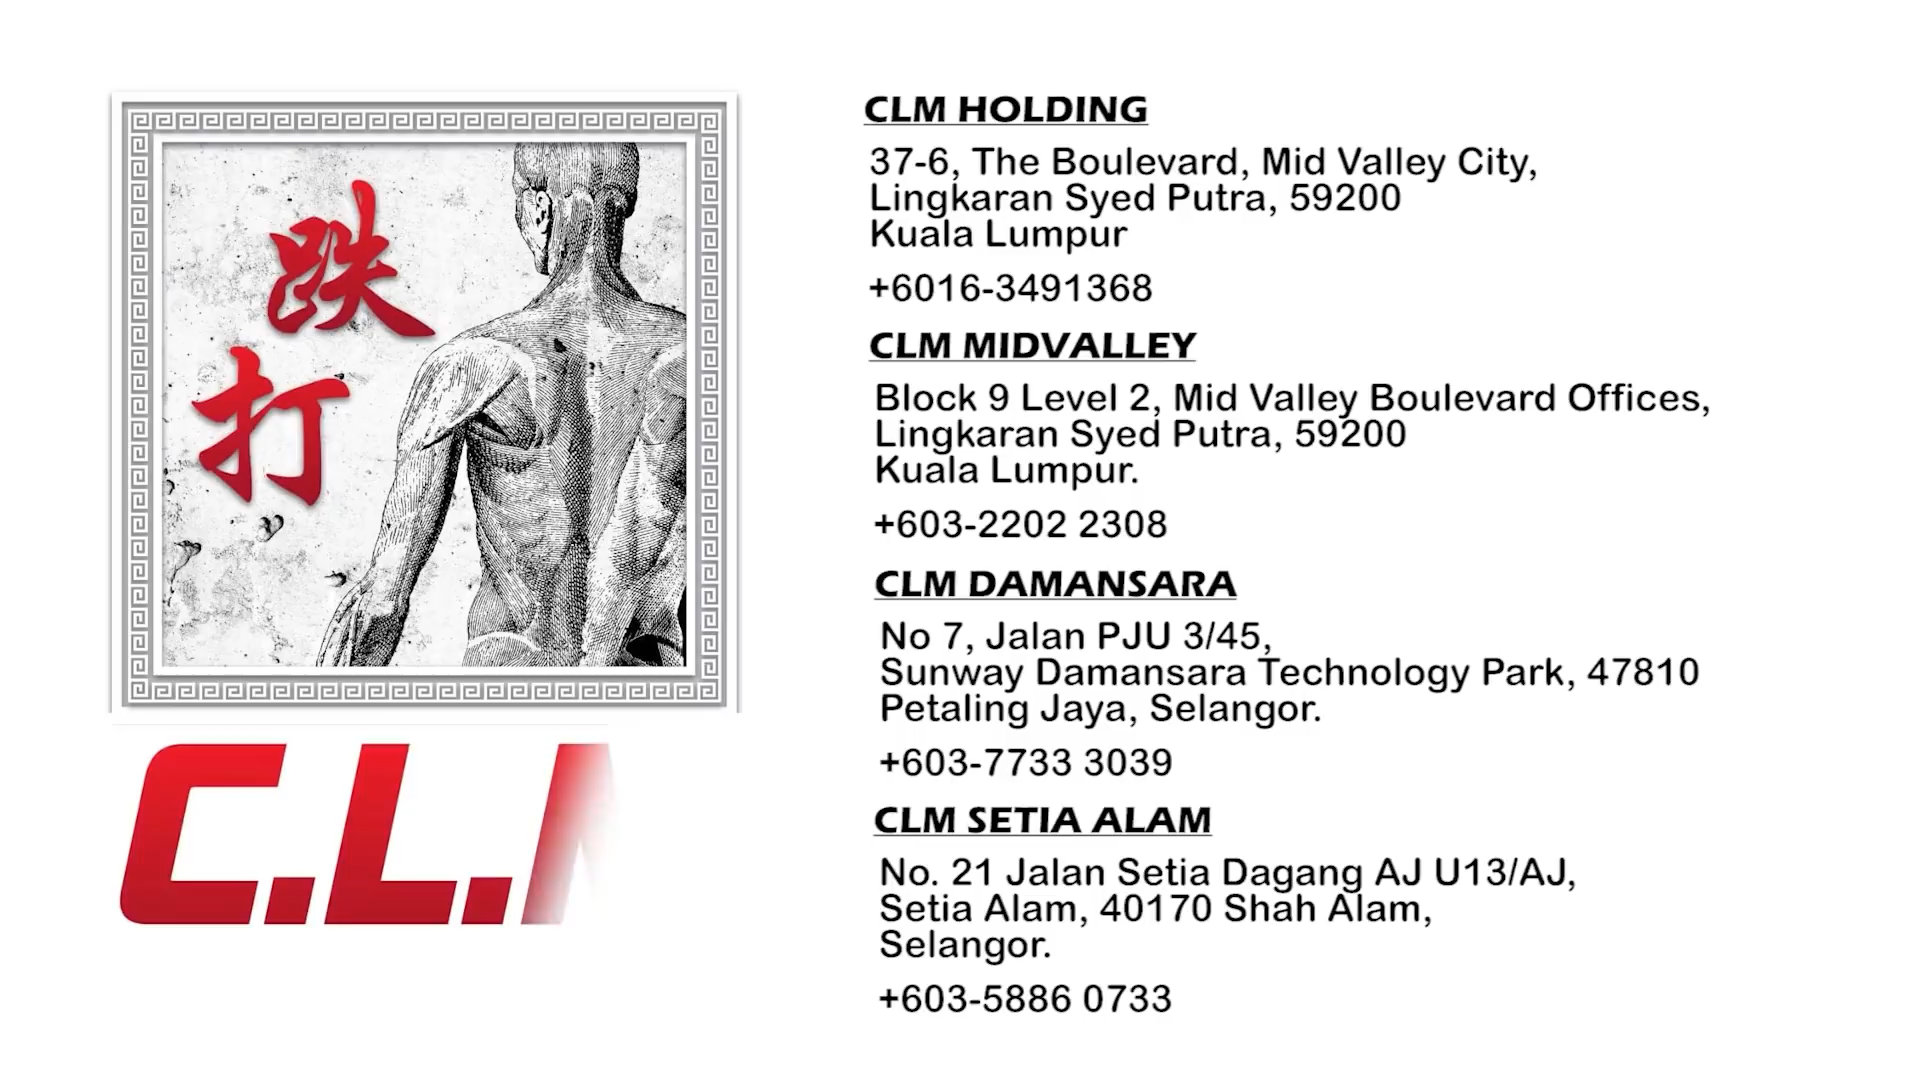 跌
打
C.L.
CLM HOLDING
37-6, The Boulevard, Mid Valley City,
Lingkaran Syed Putra, 59200
Kuala Lumpur
+6016-3491368
CLM MIDVALLEY
Block 9 Level 2, Mid Valley Boulevard Offices,
Lingkaran Syed Putra, 59200
Kuala Lumpur.
+603-2202 2308
CLM DAMANSARA
No 7, Jalan PJU 3/45,
Sunway Damansara Technology Park, 47810
Petaling Jaya, Selangor.
+603-7733 3039
CLM SETIA ALAM
No. 21 Jalan Setia Dagang AJ U13/AJ,
Setia Alam, 40170 Shah Alam,
Selangor.
+603-5886 0733